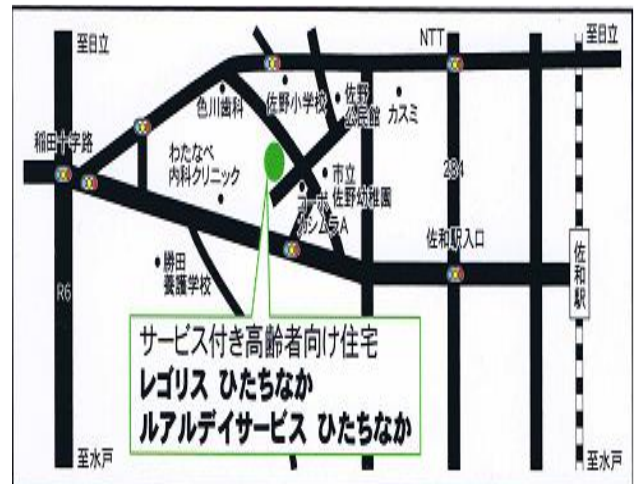 至日立
NTT
至日立
色川歯科
佐野小学校
佐野
公民館
カスミ
稲田十字路
わたなべ
内科クリニック
市立
佐野幼稚園
コーポ
カシムラA
284
佐和駅入口
佐和駅
勝田
養護学校
R6
サービス付き高齢者向け住宅
レゴリス ひたちなか
ルアルデイサービス ひたちなか
至水戸
至水戸